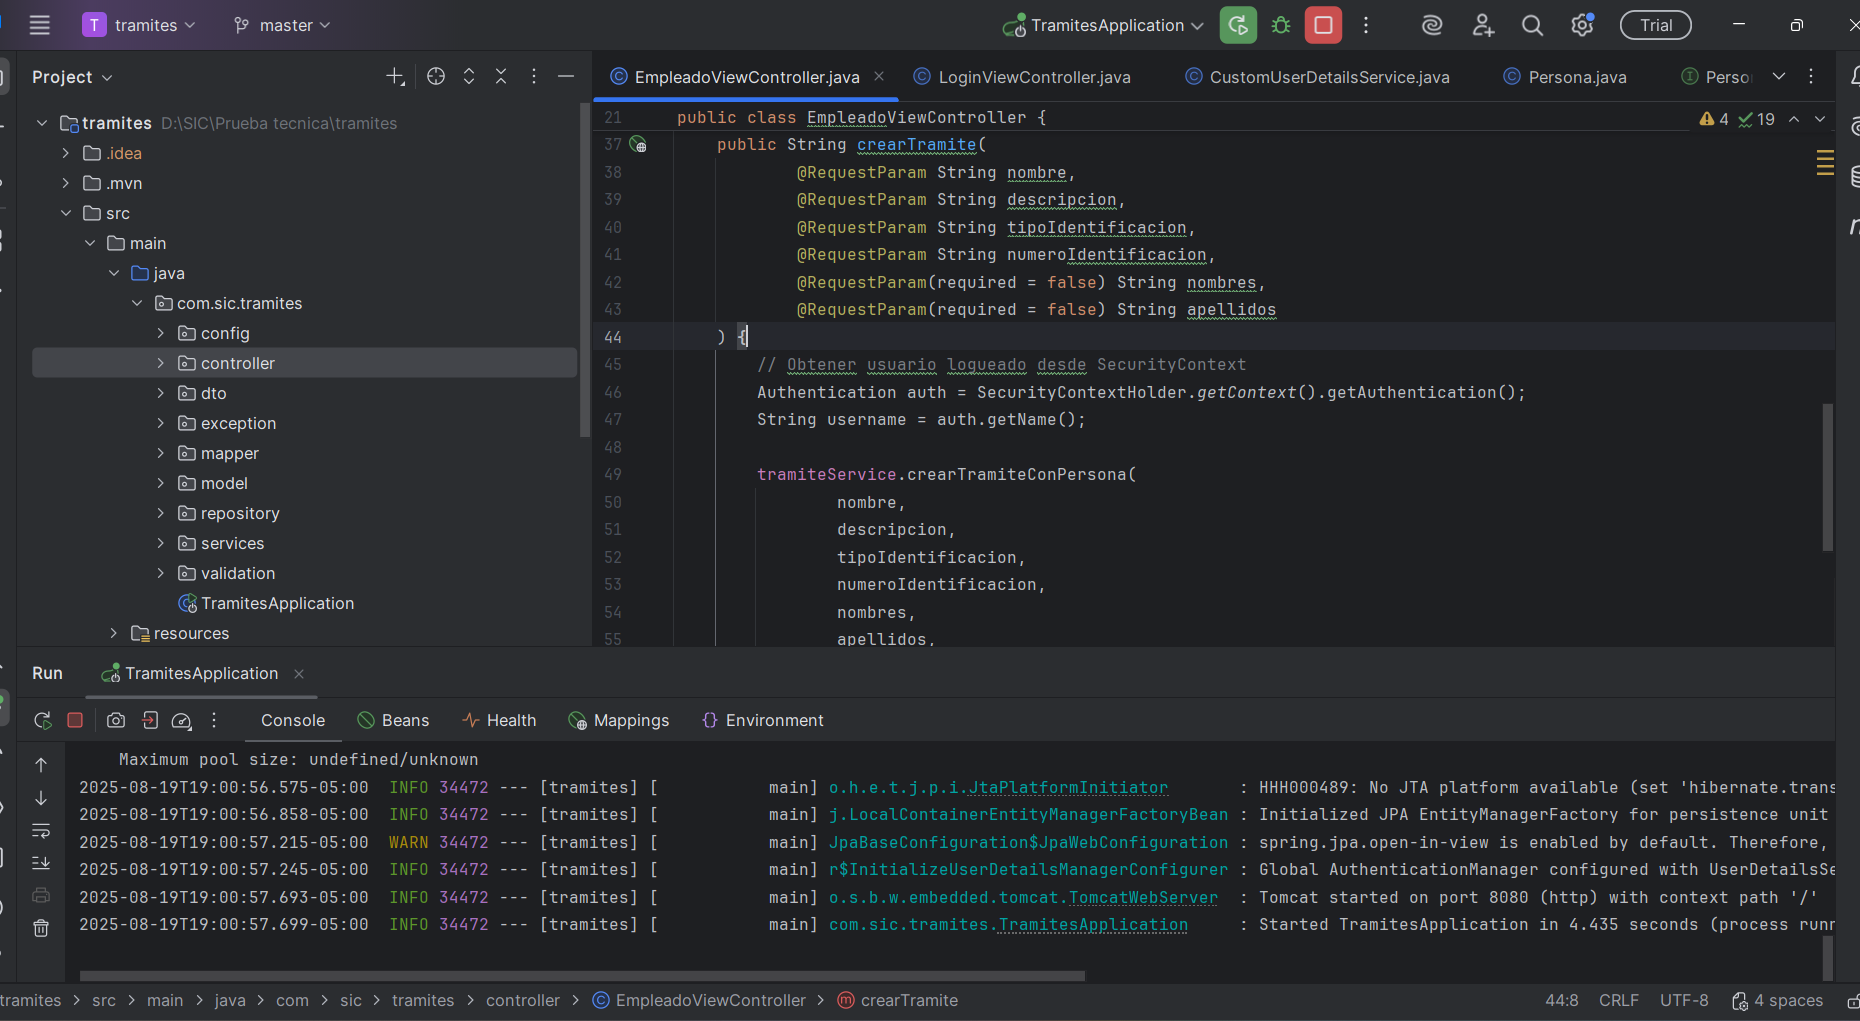 T tramites master TramitesApplication Trial
Project
EmpleadoViewController.java LoginViewController.java CustomUserDetailsService.java Persona.java Perso
tramites D:\SIC\Prueba tecnica\tramites
.idea
.mvn
src
main
java
com.sic.tramites
config
controller
dto
exception
mapper
model
repository
services
validation
TramitesApplication
resources
4 19
21 public class EmpleadoViewController {
37 public String crearTramite(
38 @RequestParam String nombre,
39 @RequestParam String descripcion,
40 @RequestParam String tipoIdentificacion,
41 @RequestParam String numeroIdentificacion,
42 @RequestParam(required = false) String nombres,
43 @RequestParam(required = false) String apellidos
44 ) {
45 // Obtener usuario logueado desde SecurityContext
46 Authentication auth = SecurityContextHolder.getContext().getAuthentication();
47 String username = auth.getName();
48
49 tramiteService.crearTramiteConPersona(
50 nombre,
51 descripcion,
52 tipoIdentificacion,
53 numeroIdentificacion,
54 nombres,
55 apellidos,
Run TramitesApplication
Console Beans Health Mappings Environment
Maximum pool size: undefined/unknown
2025-08-19T19:00:56.575-05:00 INFO 34472 --- [tramites] [ main] o.h.e.t.j.p.i.JtaPlatformInitiator : HHH000489: No JTA platform available (set 'hibernate.trans
2025-08-19T19:00:56.858-05:00 INFO 34472 --- [tramites] [ main] j.LocalContainerEntityManagerFactoryBean : Initialized JPA EntityManagerFactory for persistence unit
2025-08-19T19:00:57.215-05:00 WARN 34472 --- [tramites] [ main] JpaBaseConfiguration$JpaWebConfiguration : spring.jpa.open-in-view is enabled by default. Therefore,
2025-08-19T19:00:57.245-05:00 INFO 34472 --- [tramites] [ main] r$InitializeUserDetailsManagerConfigurer : Global AuthenticationManager configured with UserDetailsSe
2025-08-19T19:00:57.693-05:00 INFO 34472 --- [tramites] [ main] o.s.b.w.embedded.tomcat.TomcatWebServer : Tomcat started on port 8080 (http) with context path '/'
2025-08-19T19:00:57.699-05:00 INFO 34472 --- [tramites] [ main] com.sic.tramites.TramitesApplication : Started TramitesApplication in 4.435 seconds (process runn
tramites > src > main > java > com > sic > tramites > controller > EmpleadoViewController > crearTramite 44:8 CRLF UTF-8 4 spaces